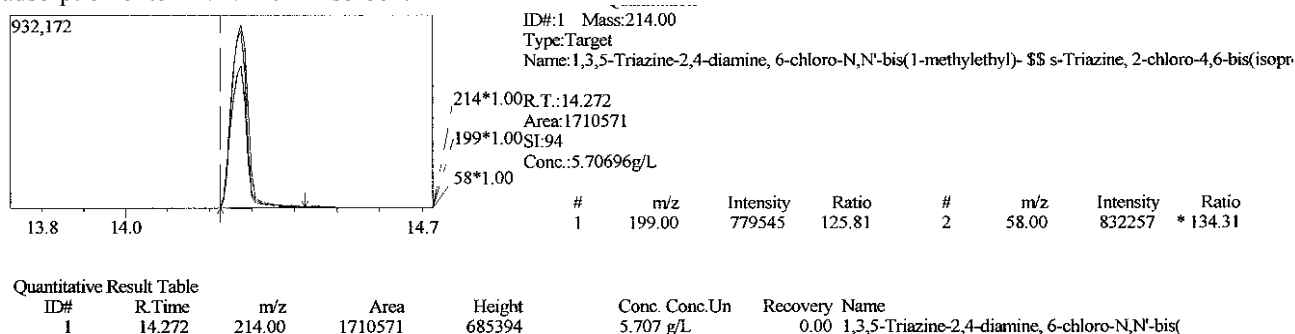 932,172
ID#:1 Mass:214.00
Type:Target
Name:1,3,5-Triazine-2,4-diamine, 6-chloro-N,N'-bis(1-methylethyl)- $$ s-Triazine, 2-chloro-4,6-bis(isopr
214*1.00
R.T.:14.272
Area:1710571
199*1.00
SI:94
Conc.:5.70696g/L
58*1.00
# m/z Intensity Ratio # m/z Intensity Ratio
1 199.00 779545 125.81 2 58.00 832257 * 134.31
13.8 14.0 14.7
Quantitative Result Table
ID# R.Time m/z Area Height Conc. Conc.Un Recovery Name
1 14.272 214.00 1710571 685394 5.707 g/L 0.00 1,3,5-Triazine-2,4-diamine, 6-chloro-N,N'-bis(